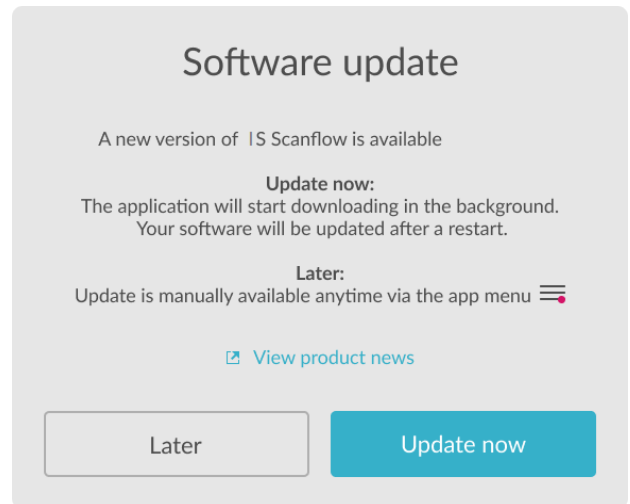 Software update
A new version of IS Scanflow is available
Update now:
The application will start downloading in the background.
Your software will be updated after a restart.
Later:
Update is manually available anytime via the app menu
View product news
Later
Update now